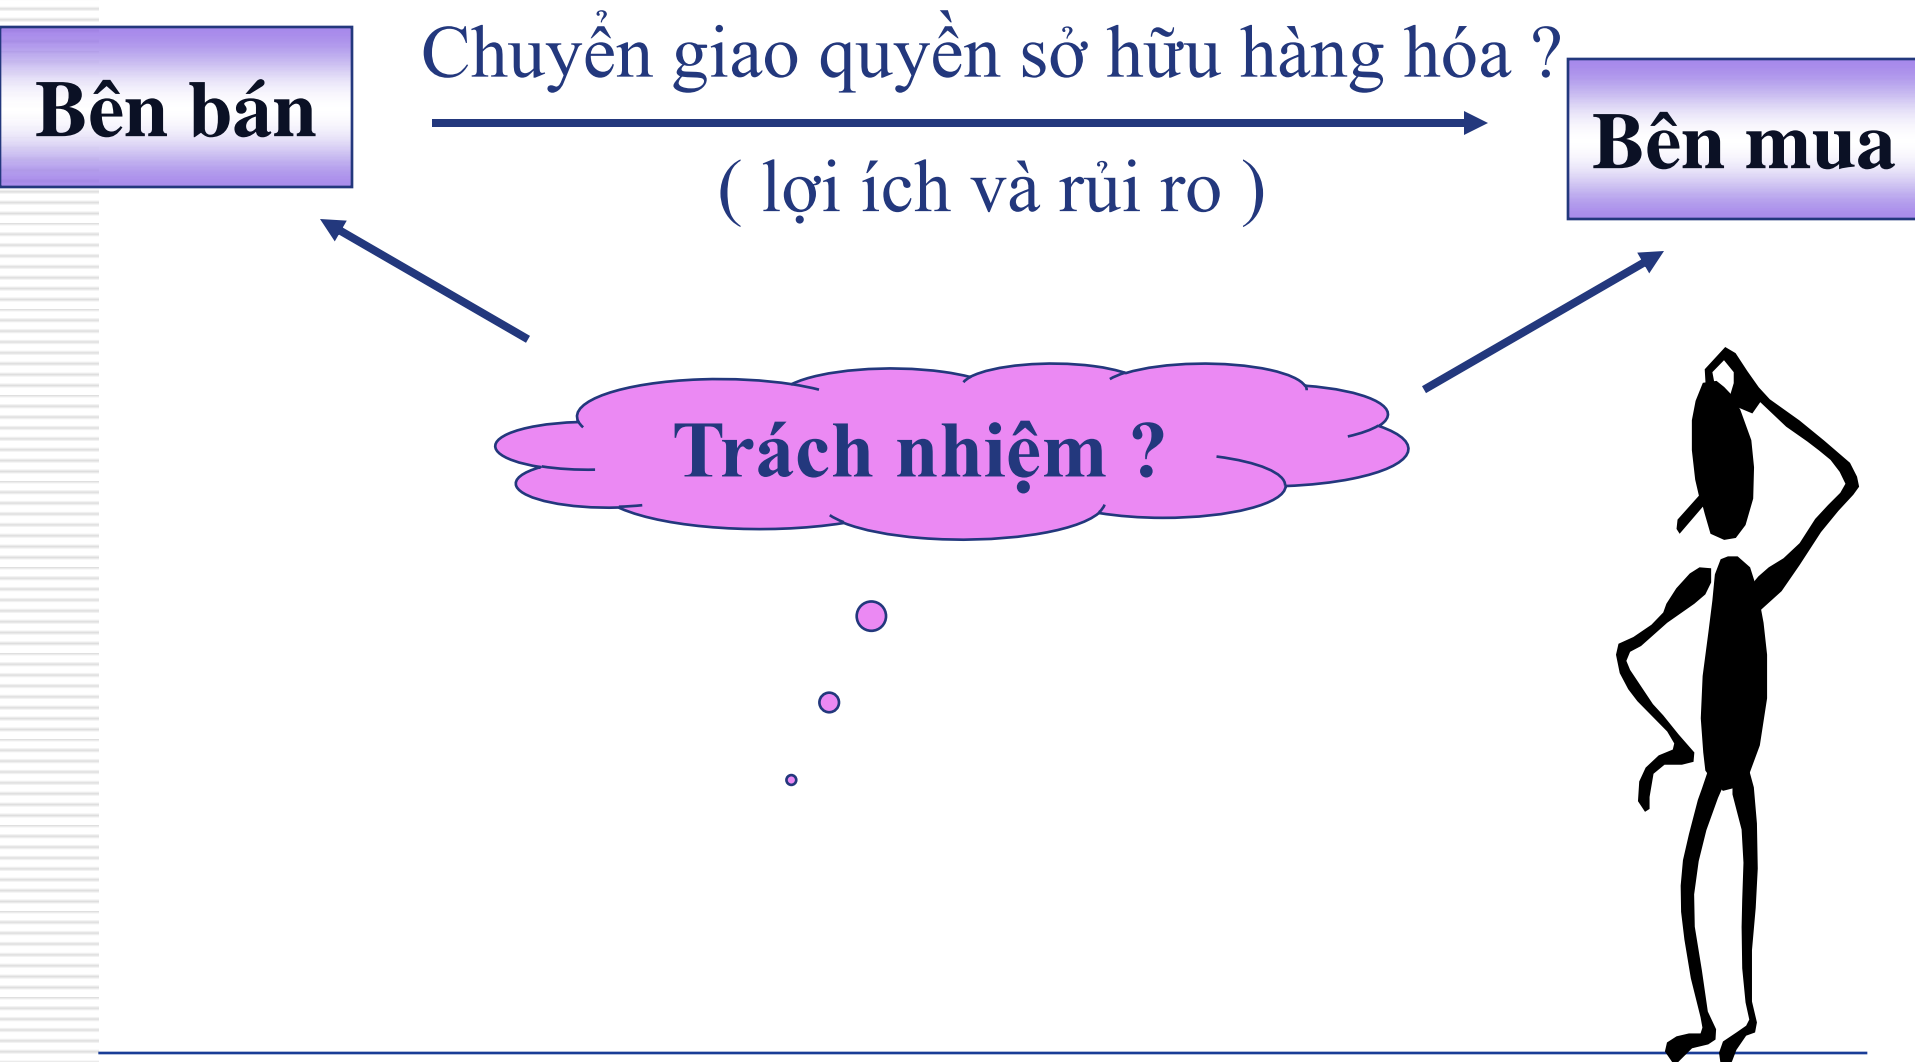 Chuyển giao quyền sở hữu hàng hóa ?
Bên bán
Bên mua
( lợi ích và rủi ro )
Trách nhiệm ?